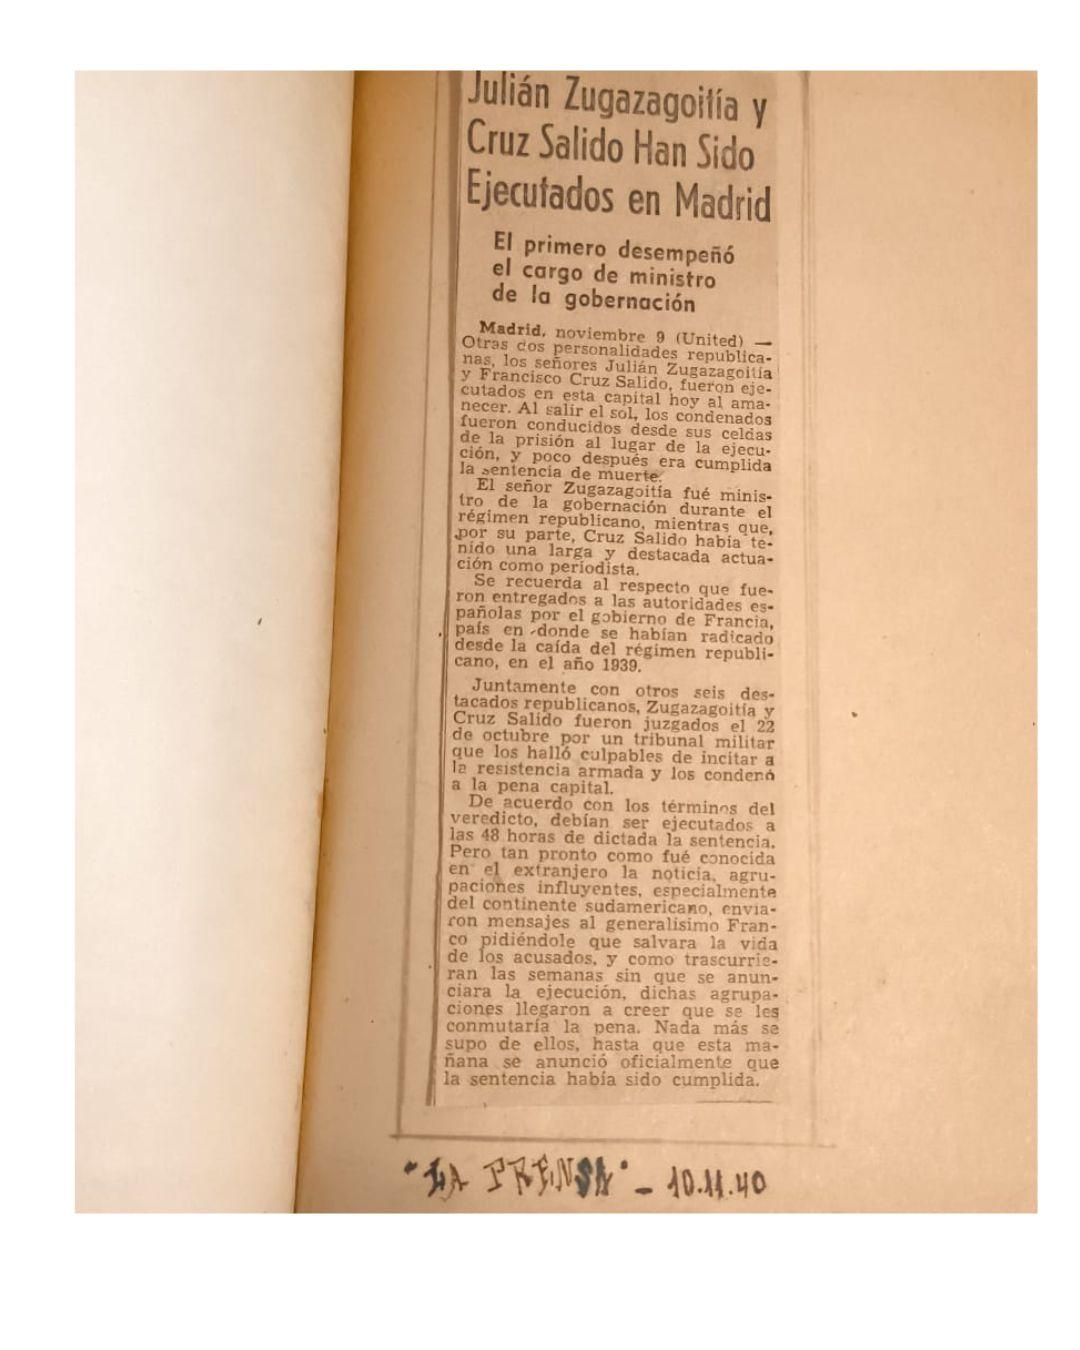 Julián Zugazagoitía y
Cruz Salido Han Sido
Ejecutados en Madrid
El primero desempeñó
el cargo de ministro
de la gobernación
Madrid, noviembre 9 (United) —
Otras dos personalidades republica-
nas, los señores Julián Zugazagoitía
y Francisco Cruz Salido, fueron eje-
cutados en esta capital hoy al ama-
necer. Al salir el sol, los condenados
fueron conducidos desde sus celdas
de la prisión al lugar de la ejecu-
ción, y poco después era cumplida
la sentencia de muerte.
El señor Zugazagoitía fué minis-
tro de la gobernación durante el
régimen republicano, mientras que,
por su parte, Cruz Salido había te-
nido una larga y destacada actua-
ción como periodista.
Se recuerda al respecto que fue-
ron entregados a las autoridades es-
pañolas por el gobierno de Francia,
país en donde se habían radicado
desde la caída del régimen republi-
cano, en el año 1939.
Juntamente con otros seis des-
tacados republicanos, Zugazagoitía y
Cruz Salido fueron juzgados el 22
de octubre por un tribunal militar
que los halló culpables de incitar a
la resistencia armada y los condenó
a la pena capital.
De acuerdo con los términos del
veredicto, debían ser ejecutados a
las 48 horas de dictada la sentencia.
Pero tan pronto como fué conocida
en el extranjero la noticia, agru-
paciones influyentes, especialmente
del continente sudamericano, envia-
ron mensajes al generalísimo Fran-
co pidiéndole que salvara la vida
de los acusados, y como trascurrie-
ran las semanas sin que se anun-
ciara la ejecución, dichas agrupa-
ciones llegaron a creer que se les
conmutaría la pena. Nada más se
supo de ellos, hasta que esta ma-
ñana se anunció oficialmente que
la sentencia había sido cumplida.
"LA PRENSA" - 10.11.40